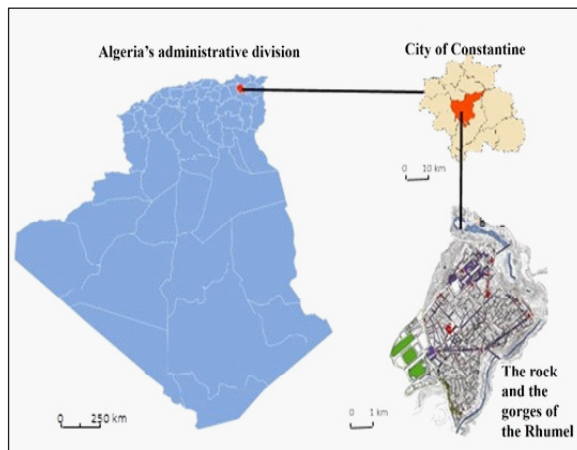 Algeria's administrative division
City of Constantine
0 10 km
The rock
and the
gorges of
the Rhumel
0 250 km
0 1 km